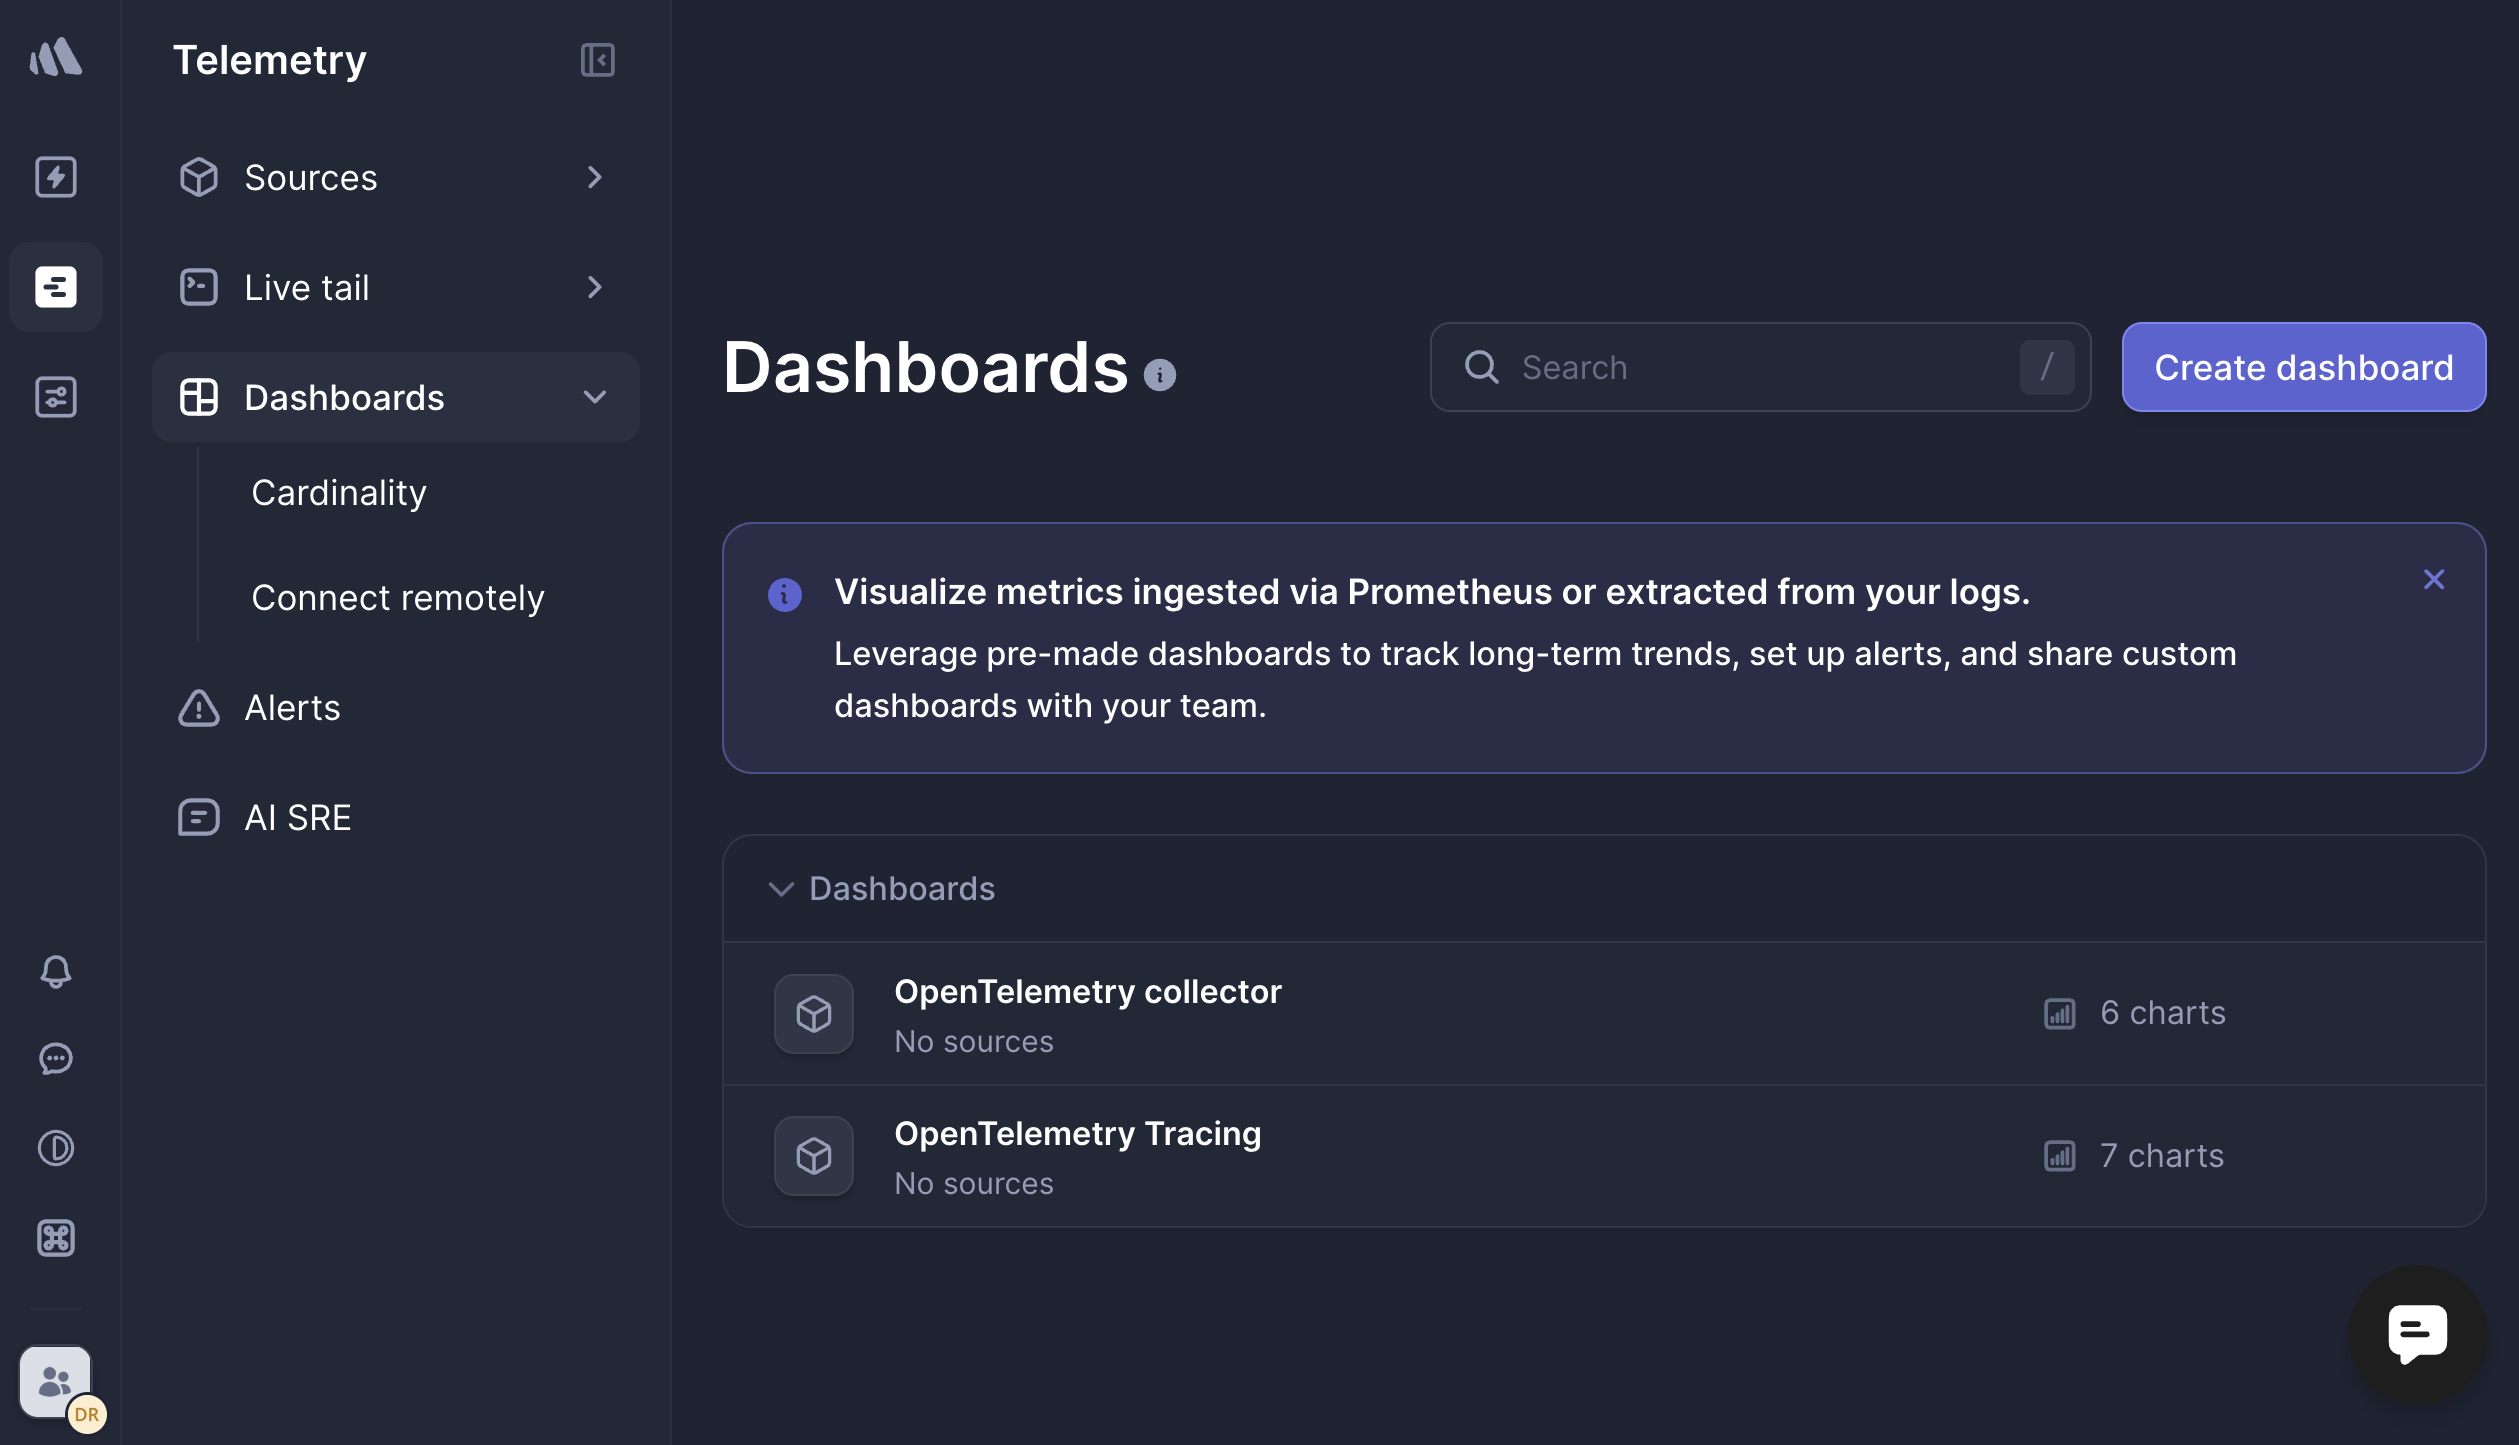 Telemetry
Sources
Live tail
Dashboards
Cardinality
Connect remotely
Alerts
AI SRE
DR
Dashboards
Search
/
Create dashboard
Visualize metrics ingested via Prometheus or extracted from your logs.
Leverage pre-made dashboards to track long-term trends, set up alerts, and share custom
dashboards with your team.
Dashboards
OpenTelemetry collector
No sources
6 charts
OpenTelemetry Tracing
No sources
7 charts